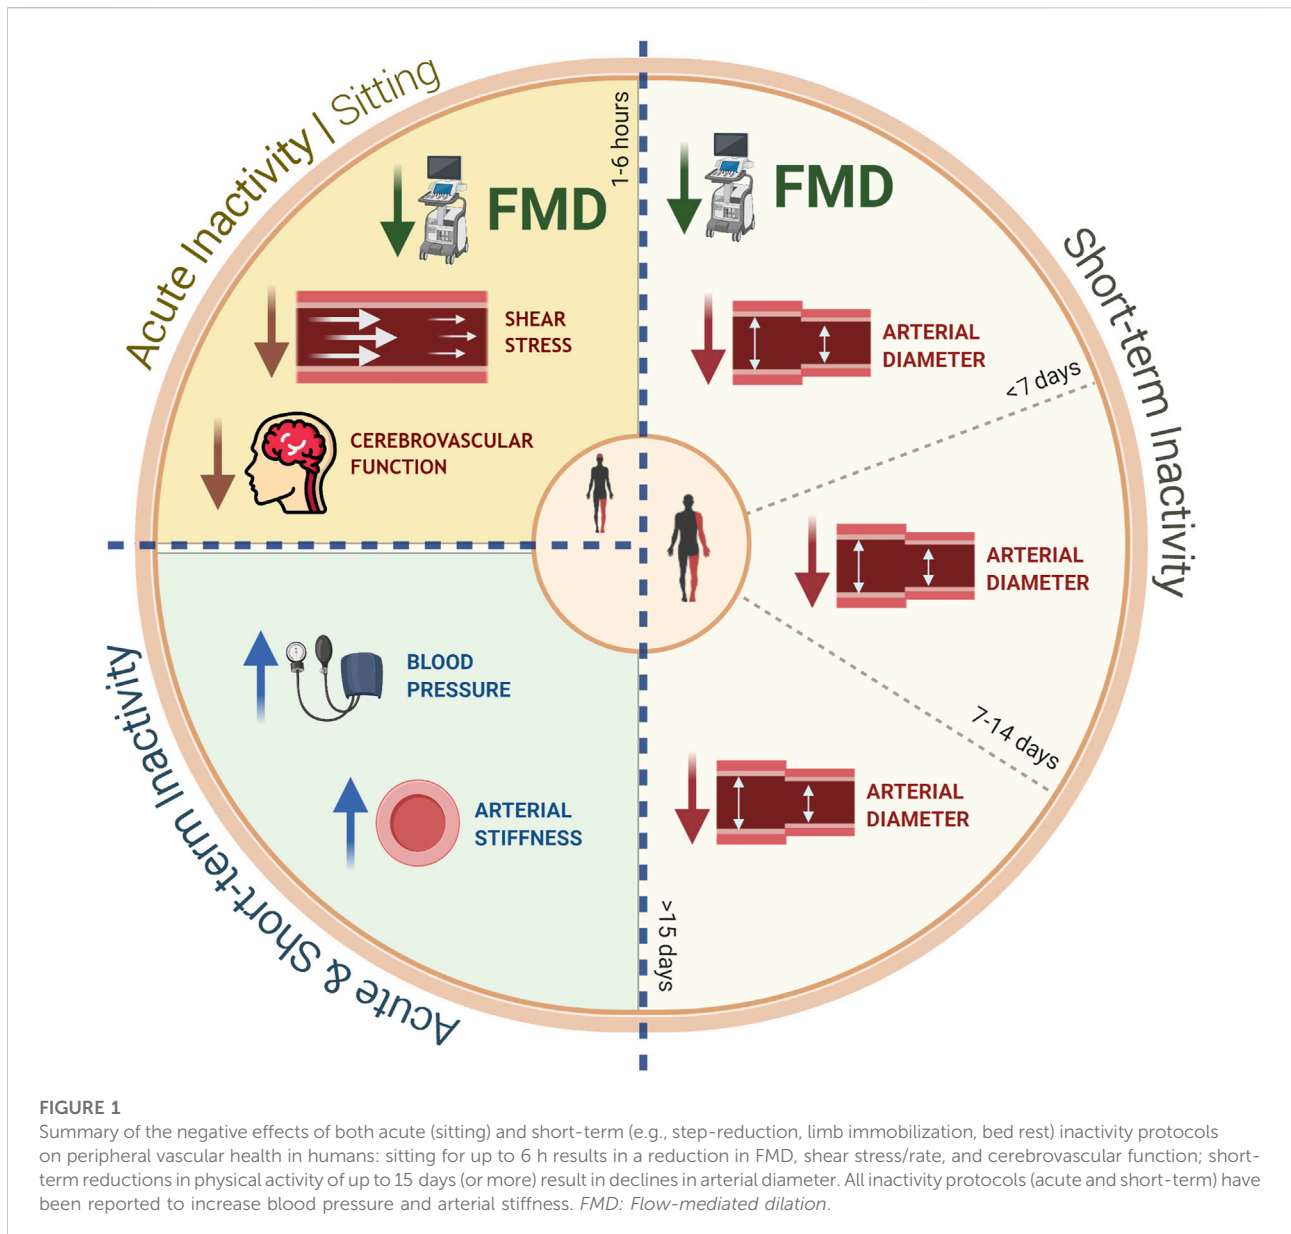 Acute Inactivity | Sitting
1-6 hours
FMD
SHEAR
STRESS
CEREBROVASCULAR
FUNCTION
Short-term Inactivity
FMD
ARTERIAL
DIAMETER
<7 days
ARTERIAL
DIAMETER
7-14 days
ARTERIAL
DIAMETER
>15 days
Acute & Short-term Inactivity
BLOOD
PRESSURE
ARTERIAL
STIFFNESS
FIGURE 1
Summary of the negative effects of both acute (sitting) and short-term (e.g., step-reduction, limb immobilization, bed rest) inactivity protocols
on peripheral vascular health in humans: sitting for up to 6 h results in a reduction in FMD, shear stress/rate, and cerebrovascular function; short-
term reductions in physical activity of up to 15 days (or more) result in declines in arterial diameter. All inactivity protocols (acute and short-term) have
been reported to increase blood pressure and arterial stiffness. FMD: Flow-mediated dilation.